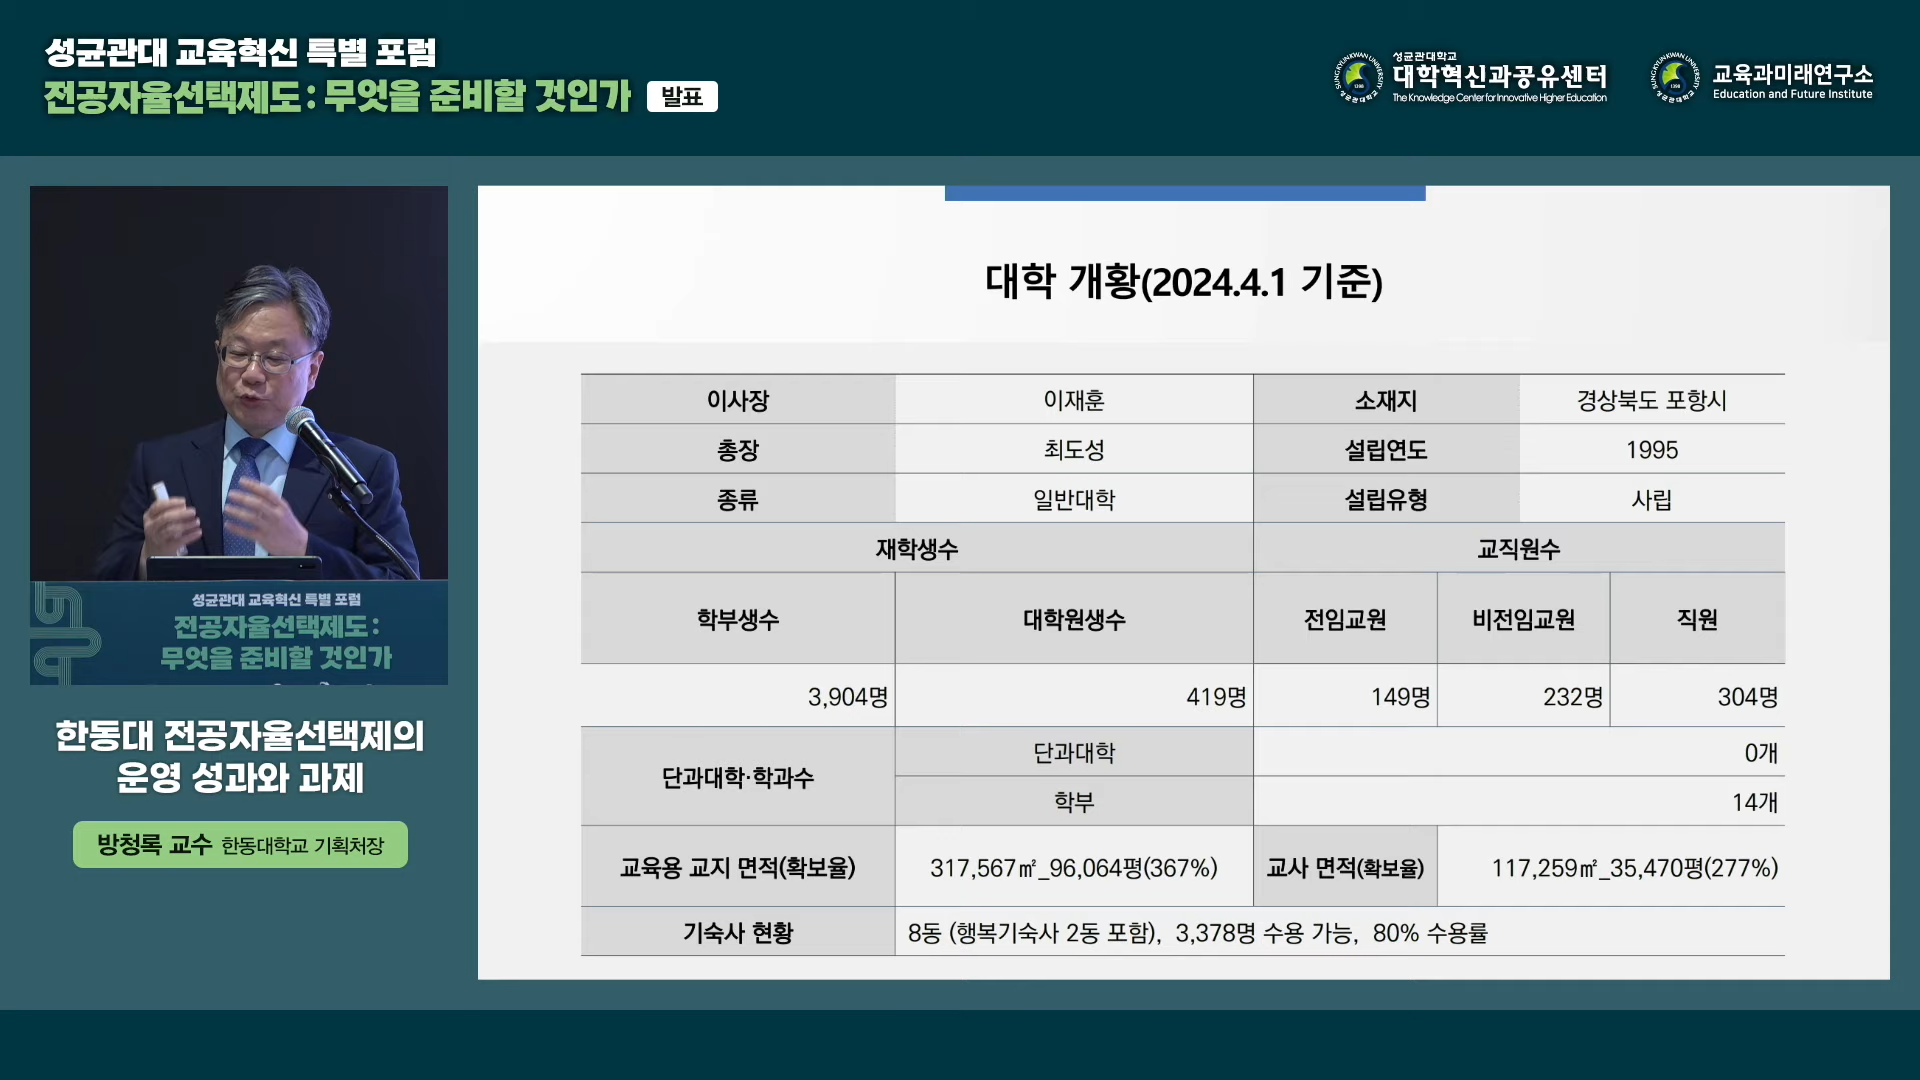 성균관대 교육혁신 특별 포럼
전공자율선택제도 : 무엇을 준비할 것인가 발표
성균관대학교
대학혁신과공유센터
The Knowledge Center for Innovative Higher Education
교육과미래연구소
Education and Future Institute
성균관대 교육혁신 특별 포럼
전공자율선택제도 :
무엇을 준비할 것인가
한동대 전공자율선택제의
운영 성과와 과제
방청록 교수 한동대학교 기획처장
대학 개황(2024.4.1 기준)
이사장 이재훈 소재지 경상북도 포항시
총장 최도성 설립연도 1995
종류 일반대학 설립유형 사립
재학생수 교직원수
학부생수 대학원생수 전임교원 비전임교원 직원
3,904명 419명 149명 232명 304명
단과대학·학과수 단과대학 0개
학부 14개
교육용 교지 면적(확보율) 317,567㎡_96,064평(367%) 교사 면적(확보율) 117,259㎡_35,470평(277%)
기숙사 현황 8동 (행복기숙사 2동 포함), 3,378명 수용 가능, 80% 수용률